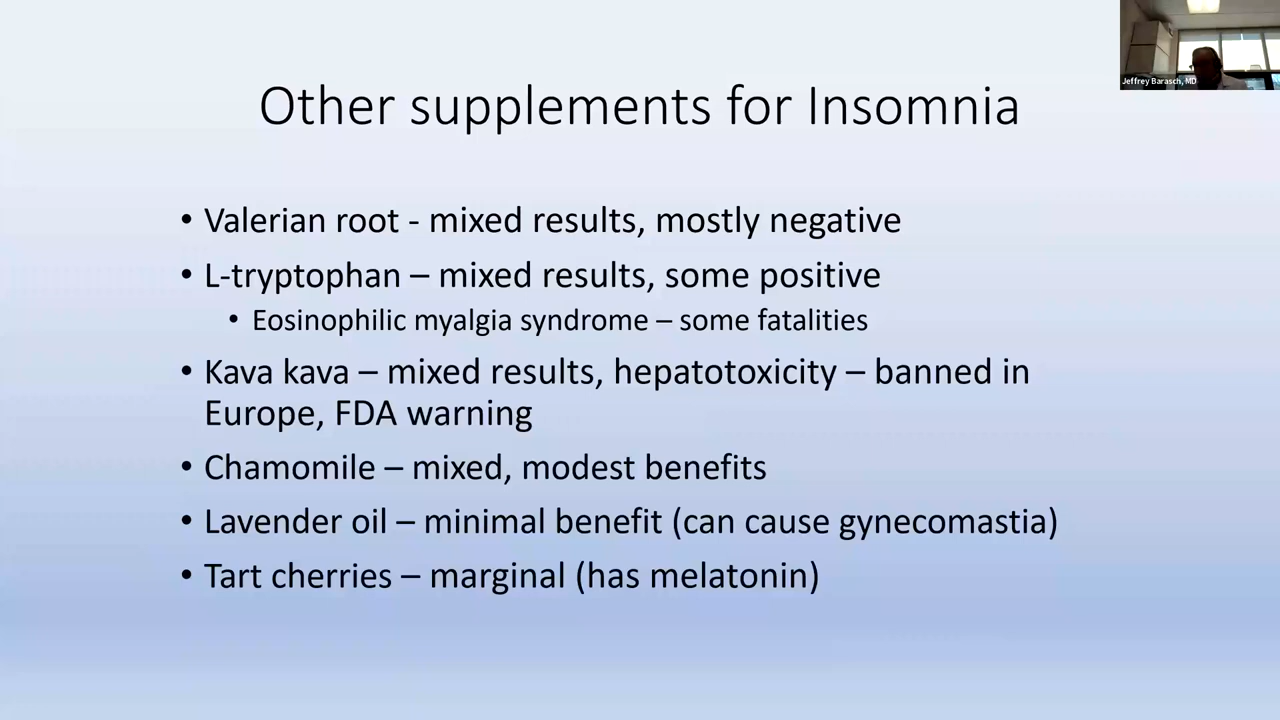 Jeffrey Barasch, MD
Other supplements for Insomnia
• Valerian root - mixed results, mostly negative
• L-tryptophan – mixed results, some positive
• Eosinophilic myalgia syndrome – some fatalities
• Kava kava – mixed results, hepatotoxicity – banned in
Europe, FDA warning
• Chamomile – mixed, modest benefits
• Lavender oil – minimal benefit (can cause gynecomastia)
• Tart cherries – marginal (has melatonin)